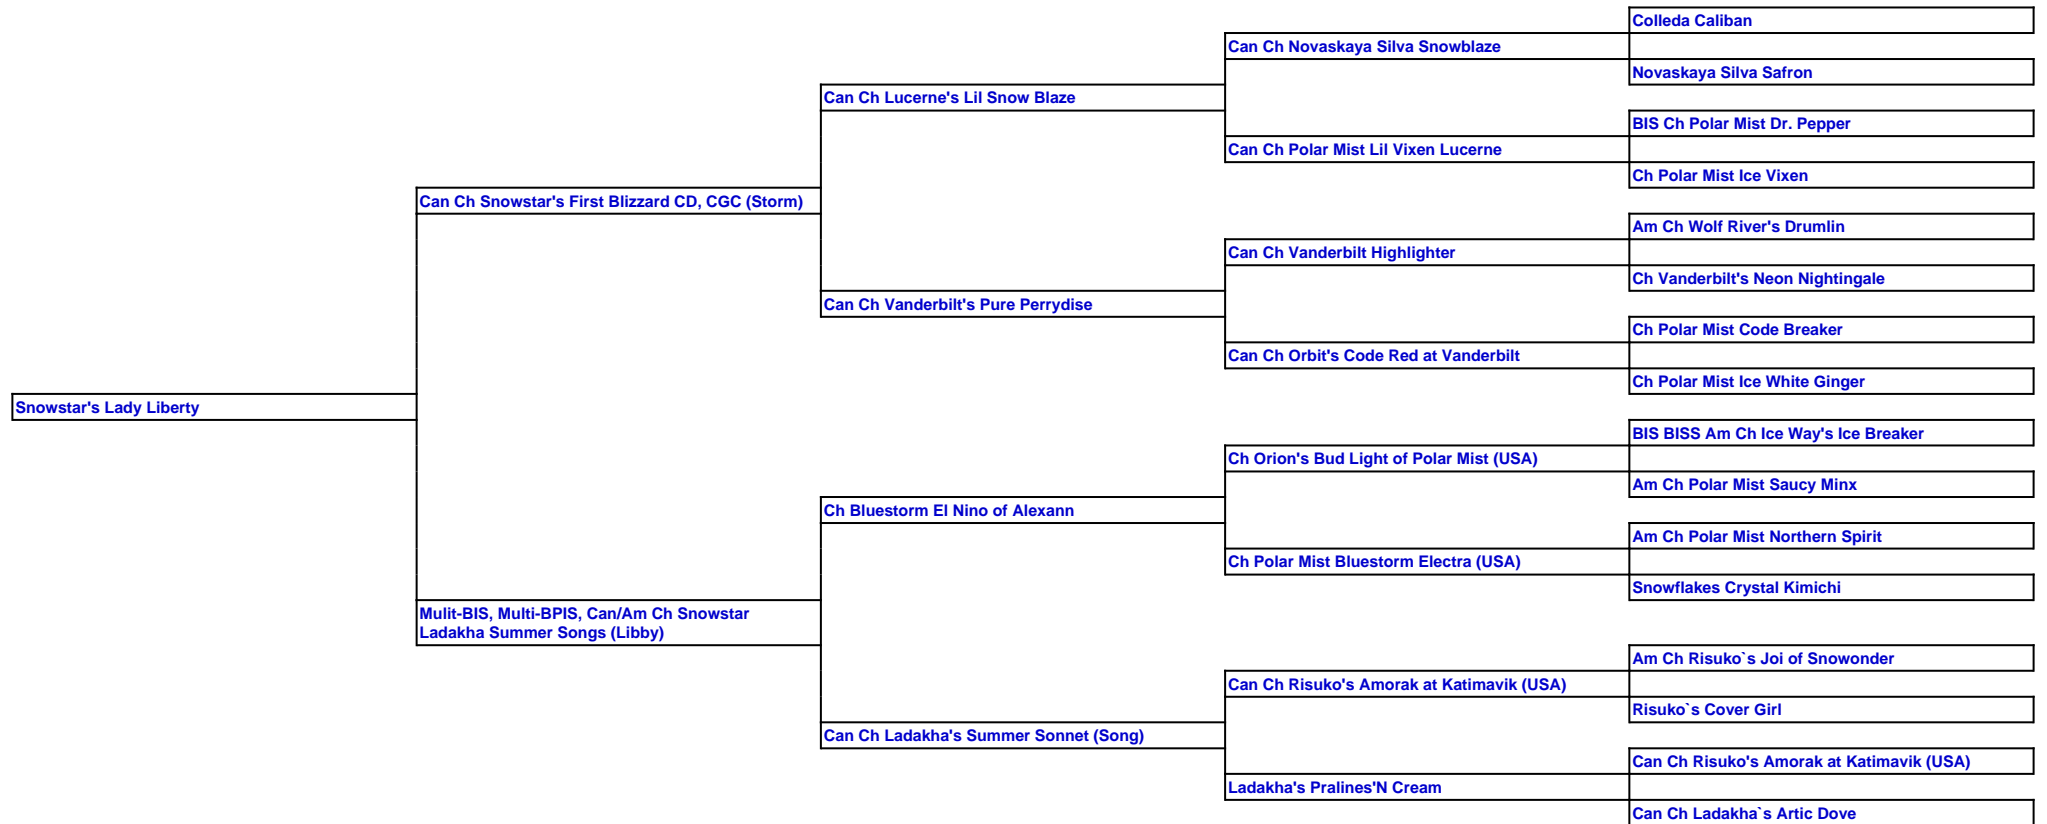 Colleda Caliban
Can Ch Novaskaya Silva Snowblaze
Novaskaya Silva Safron
Can Ch Lucerne's Lil Snow Blaze
BIS Ch Polar Mist Dr. Pepper
Can Ch Polar Mist Lil Vixen Lucerne
Ch Polar Mist Ice Vixen
Can Ch Snowstar's First Blizzard CD, CGC (Storm)
Am Ch Wolf River's Drumlin
Can Ch Vanderbilt Highlighter
Ch Vanderbilt's Neon Nightingale
Can Ch Vanderbilt's Pure Perrydise
Ch Polar Mist Code Breaker
Can Ch Orbit's Code Red at Vanderbilt
Ch Polar Mist Ice White Ginger
Snowstar's Lady Liberty
BIS BISS Am Ch Ice Way's Ice Breaker
Ch Orion's Bud Light of Polar Mist (USA)
Am Ch Polar Mist Saucy Minx
Ch Bluestorm El Nino of Alexann
Am Ch Polar Mist Northern Spirit
Ch Polar Mist Bluestorm Electra (USA)
Snowflakes Crystal Kimichi
Mulit-BIS, Multi-BPIS, Can/Am Ch Snowstar
Ladakha Summer Songs (Libby)
Am Ch Risuko`s Joi of Snowonder
Can Ch Risuko's Amorak at Katimavik (USA)
Risuko`s Cover Girl
Can Ch Ladakha's Summer Sonnet (Song)
Can Ch Risuko's Amorak at Katimavik (USA)
Ladakha's Pralines'N Cream
Can Ch Ladakha`s Artic Dove